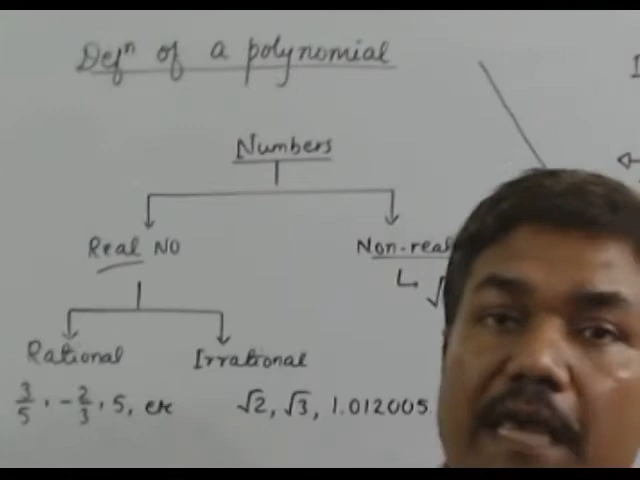 Defⁿ of a polynomial
Numbers
Real NO
Non-real
Rational
Irrational
3/5, -2/3, 5, etc
√2, √3, 1.012005